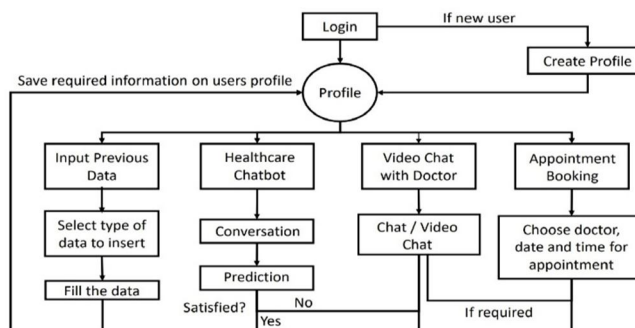 If new user
Login
Create Profile
Save required information on users profile
Profile
Input Previous
Data
Healthcare
Chatbot
Video Chat
with Doctor
Appointment
Booking
Select type of
data to insert
Conversation
Chat / Video
Chat
Choose doctor,
date and time for
appointment
Prediction
Fill the data
Satisfied?
No
If required
Yes